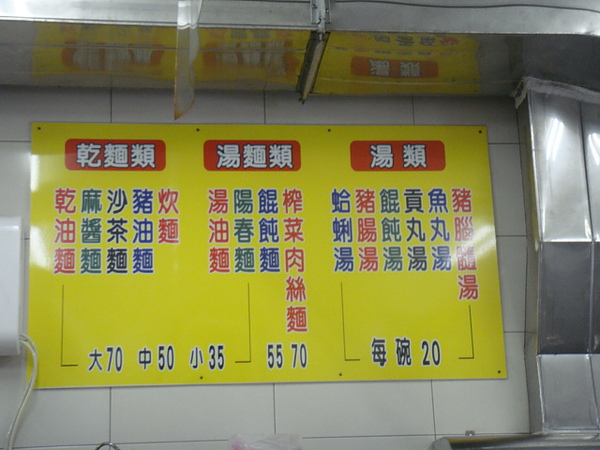 乾麵類
乾油麵
麻醬麵
沙茶麵
豬油麵
炊麵
湯麵類
湯油麵
陽春麵
餛飩麵
榨菜肉絲麵
大70 中50 小35
55 70
湯類
蛤蜊湯
豬腸湯
餛飩湯
貢丸湯
魚丸湯
豬腦髓湯
每碗20